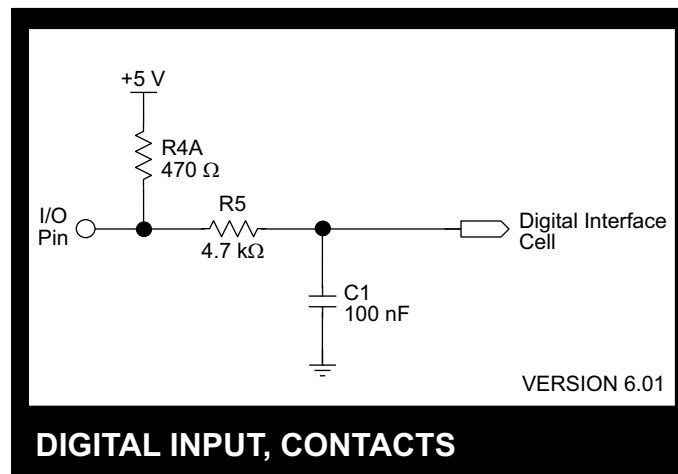 +5 V
R4A
470 Ω
I/O
Pin
R5
4.7 kΩ
Digital Interface
Cell
C1
100 nF
VERSION 6.01
DIGITAL INPUT, CONTACTS